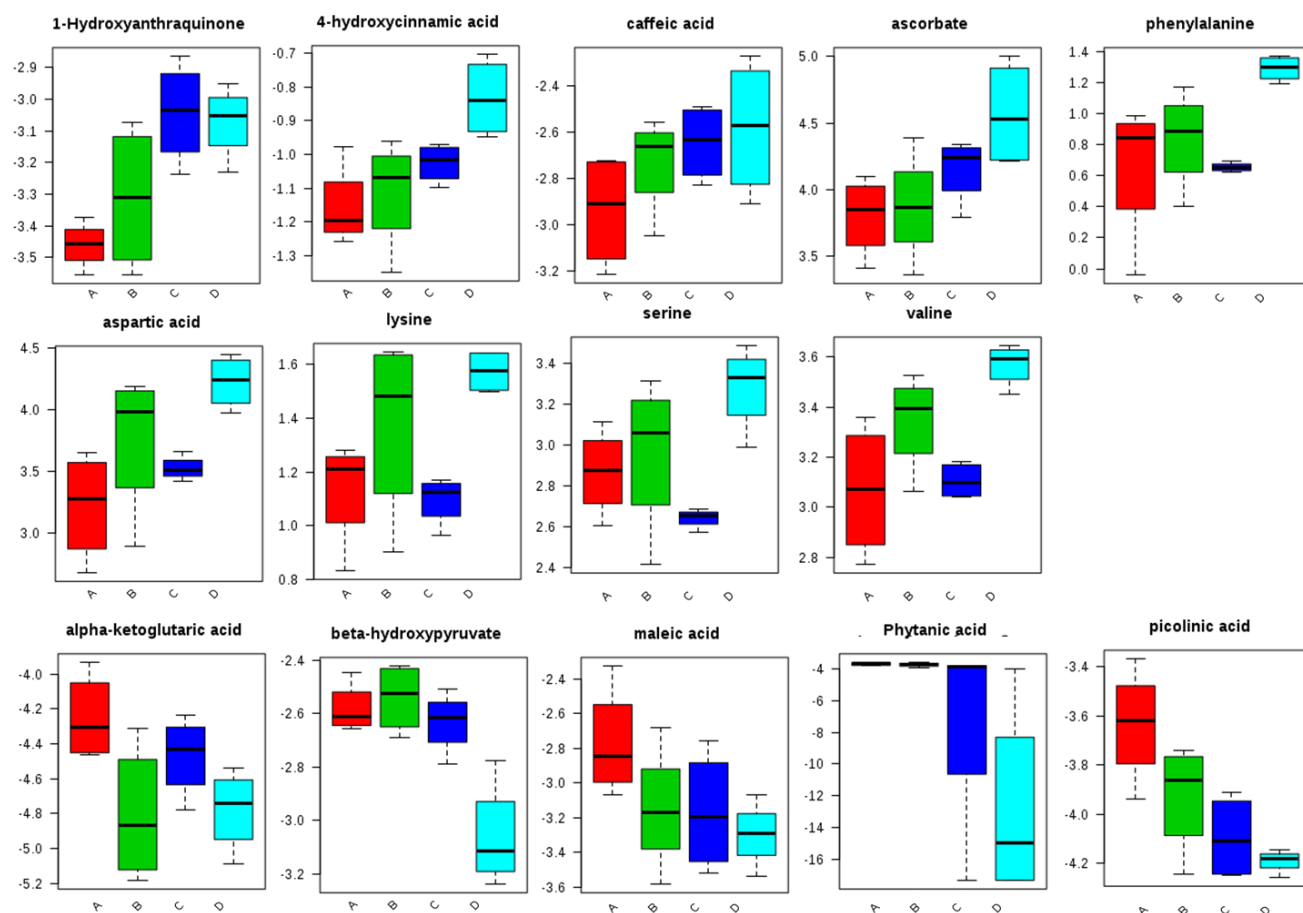 1-Hydroxyanthraquinone
-2.9
-3.0
-3.1
-3.2
-3.3
-3.4
-3.5
A B C D
4-hydroxycinnamic acid
-0.7
-0.8
-0.9
-1.0
-1.1
-1.2
-1.3
A B C D
caffeic acid
-2.4
-2.6
-2.8
-3.0
-3.2
A B C D
ascorbate
5.0
4.5
4.0
3.5
A B C D
phenylalanine
1.4
1.2
1.0
0.8
0.6
0.4
0.2
0.0
A B C D
aspartic acid
4.5
4.0
3.5
3.0
A B C D
lysine
1.6
1.4
1.2
1.0
0.8
A B C D
serine
3.4
3.2
3.0
2.8
2.6
2.4
A B C D
valine
3.6
3.4
3.2
3.0
2.8
A B C D
alpha-ketoglutaric acid
-4.0
-4.2
-4.4
-4.6
-4.8
-5.0
-5.2
A B C D
beta-hydroxypyruvate
-2.4
-2.6
-2.8
-3.0
-3.2
A B C D
maleic acid
-2.4
-2.6
-2.8
-3.0
-3.2
-3.4
-3.6
A B C D
Phytanic acid
-4
-6
-8
-10
-12
-14
-16
A B C D
picolinic acid
-3.4
-3.6
-3.8
-4.0
-4.2
A B C D